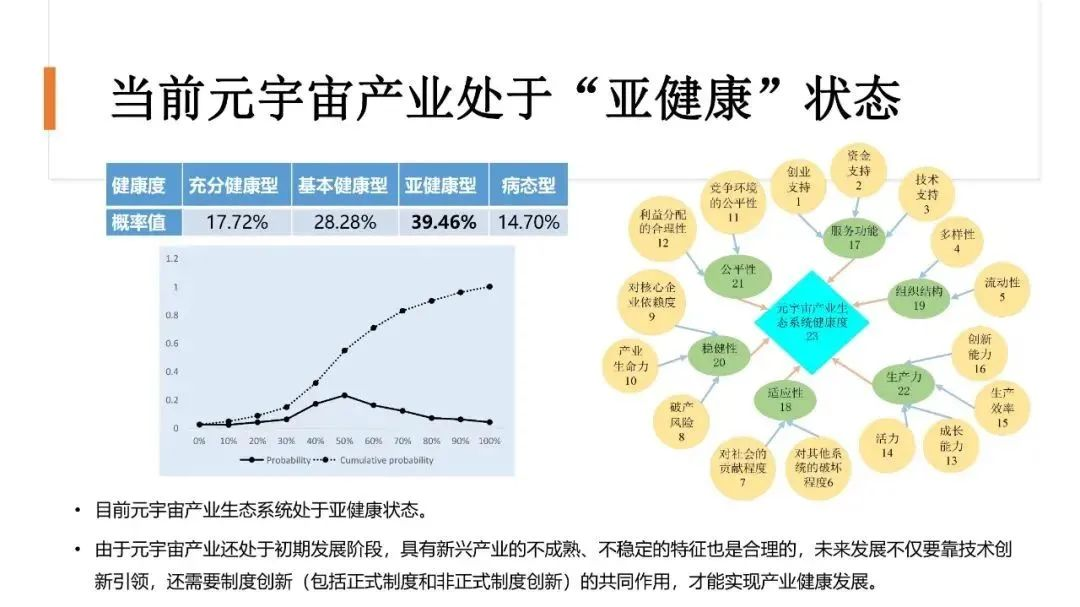 当前元宇宙产业处于“亚健康”状态
健康度 充分健康型 基本健康型 亚健康型 病态型
概率值 17.72% 28.28% 39.46% 14.70%
1.2
1
0.8
0.6
0.4
0.2
0
0% 10% 20% 30% 40% 50% 60% 70% 80% 90% 100%
Probability Cumulative probability
创业
支持
1
资金
支持
2
技术
支持
3
多样性
4
流动性
5
服务功能
17
组织结构
19
竞争环境
的公平性
11
利益分配
的合理性
12
公平性
21
对核心企
业依赖度
9
产业
生命力
10
破产
风险
8
稳健性
20
元宇宙产业生
态系统健康度
23
适应性
18
对社会的
贡献程度
7
对其他系
统的破坏
程度6
生产力
22
创新
能力
16
生产
效率
15
成长
能力
13
活力
14
• 目前元宇宙产业生态系统处于亚健康状态。
• 由于元宇宙产业还处于初期发展阶段，具有新兴产业的不成熟、不稳定的特征也是合理的，未来发展不仅要靠技术创
新引领，还需要制度创新（包括正式制度和非正式制度创新）的共同作用，才能实现产业健康发展。